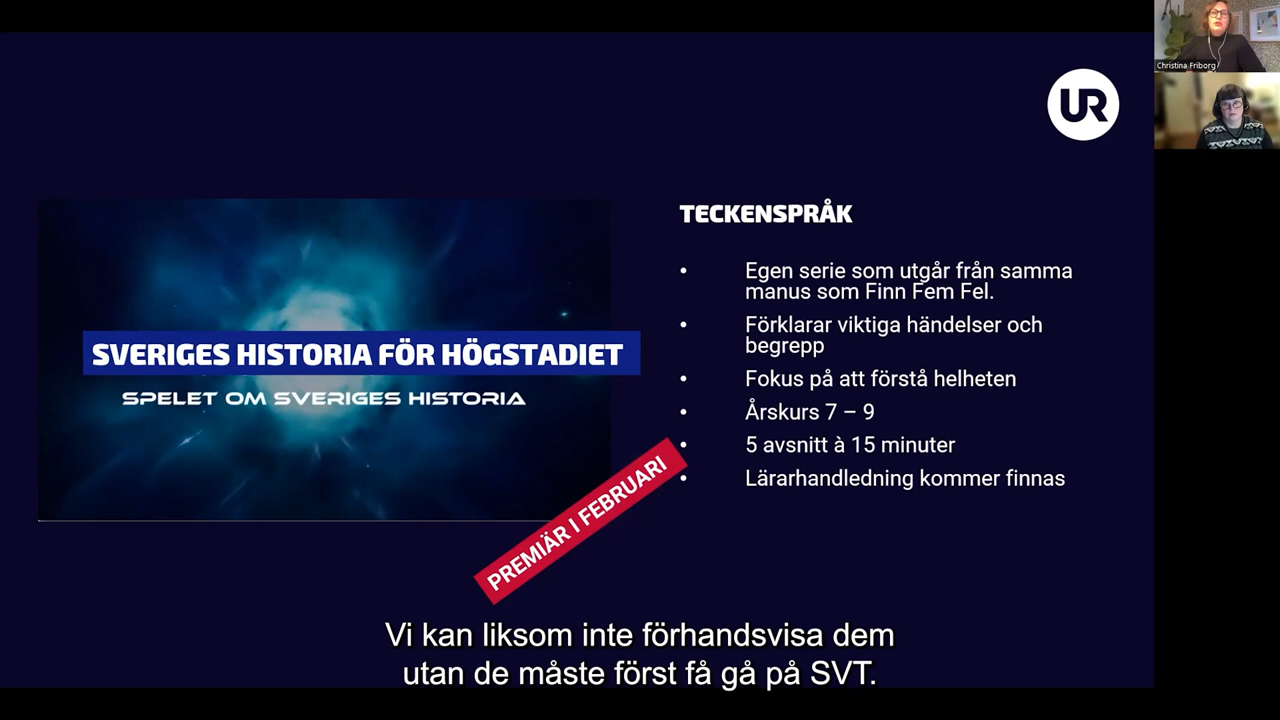 Christina Friborg
UR
SVERIGES HISTORIA FÖR HÖGSTADIET
SPELET OM SVERIGES HISTORIA
PREMIÄR I FEBRUARI
TECKENSPRÅK
• Egen serie som utgår från samma
manus som Finn Fem Fel.
• Förklarar viktiga händelser och
begrepp
• Fokus på att förstå helheten
• Årskurs 7 – 9
• 5 avsnitt à 15 minuter
• Lärarhandledning kommer finnas
Vi kan liksom inte förhandsvisa dem
utan de måste först få gå på SVT.